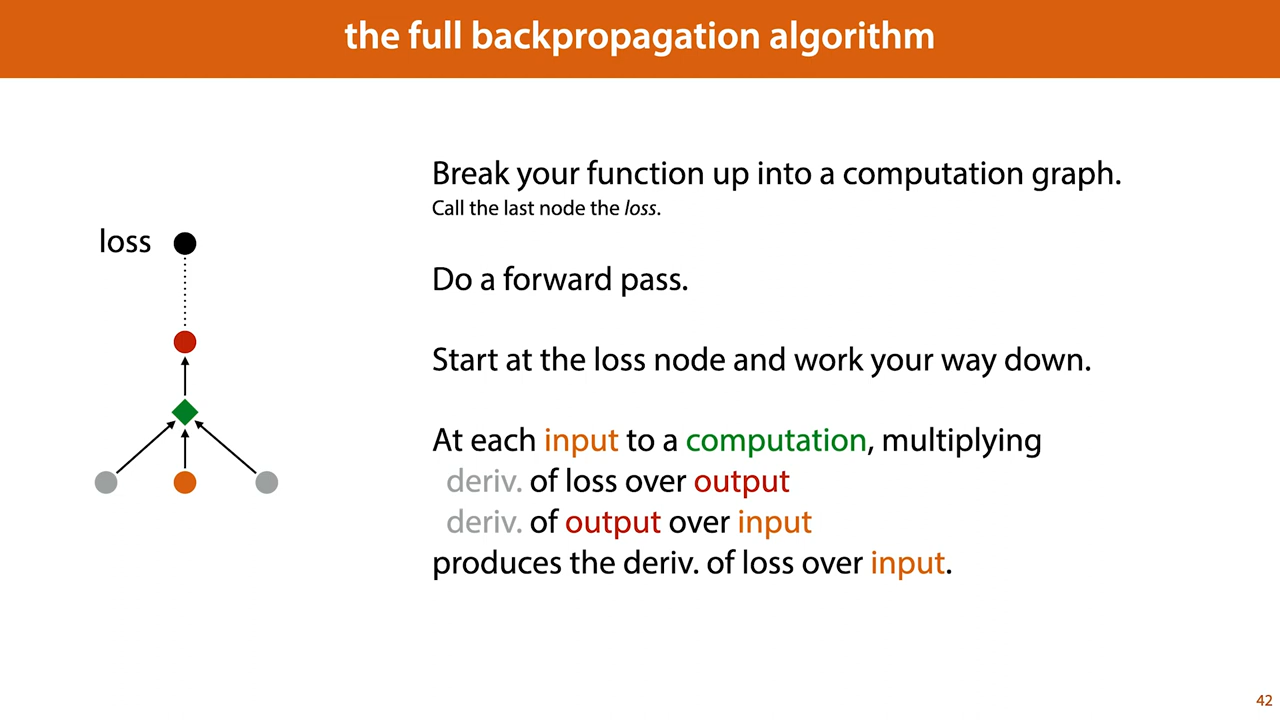 the full backpropagation algorithm
Break your function up into a computation graph.
Call the last node the loss.
loss
Do a forward pass.
Start at the loss node and work your way down.
At each input to a computation, multiplying
deriv. of loss over output
deriv. of output over input
produces the deriv. of loss over input.
42